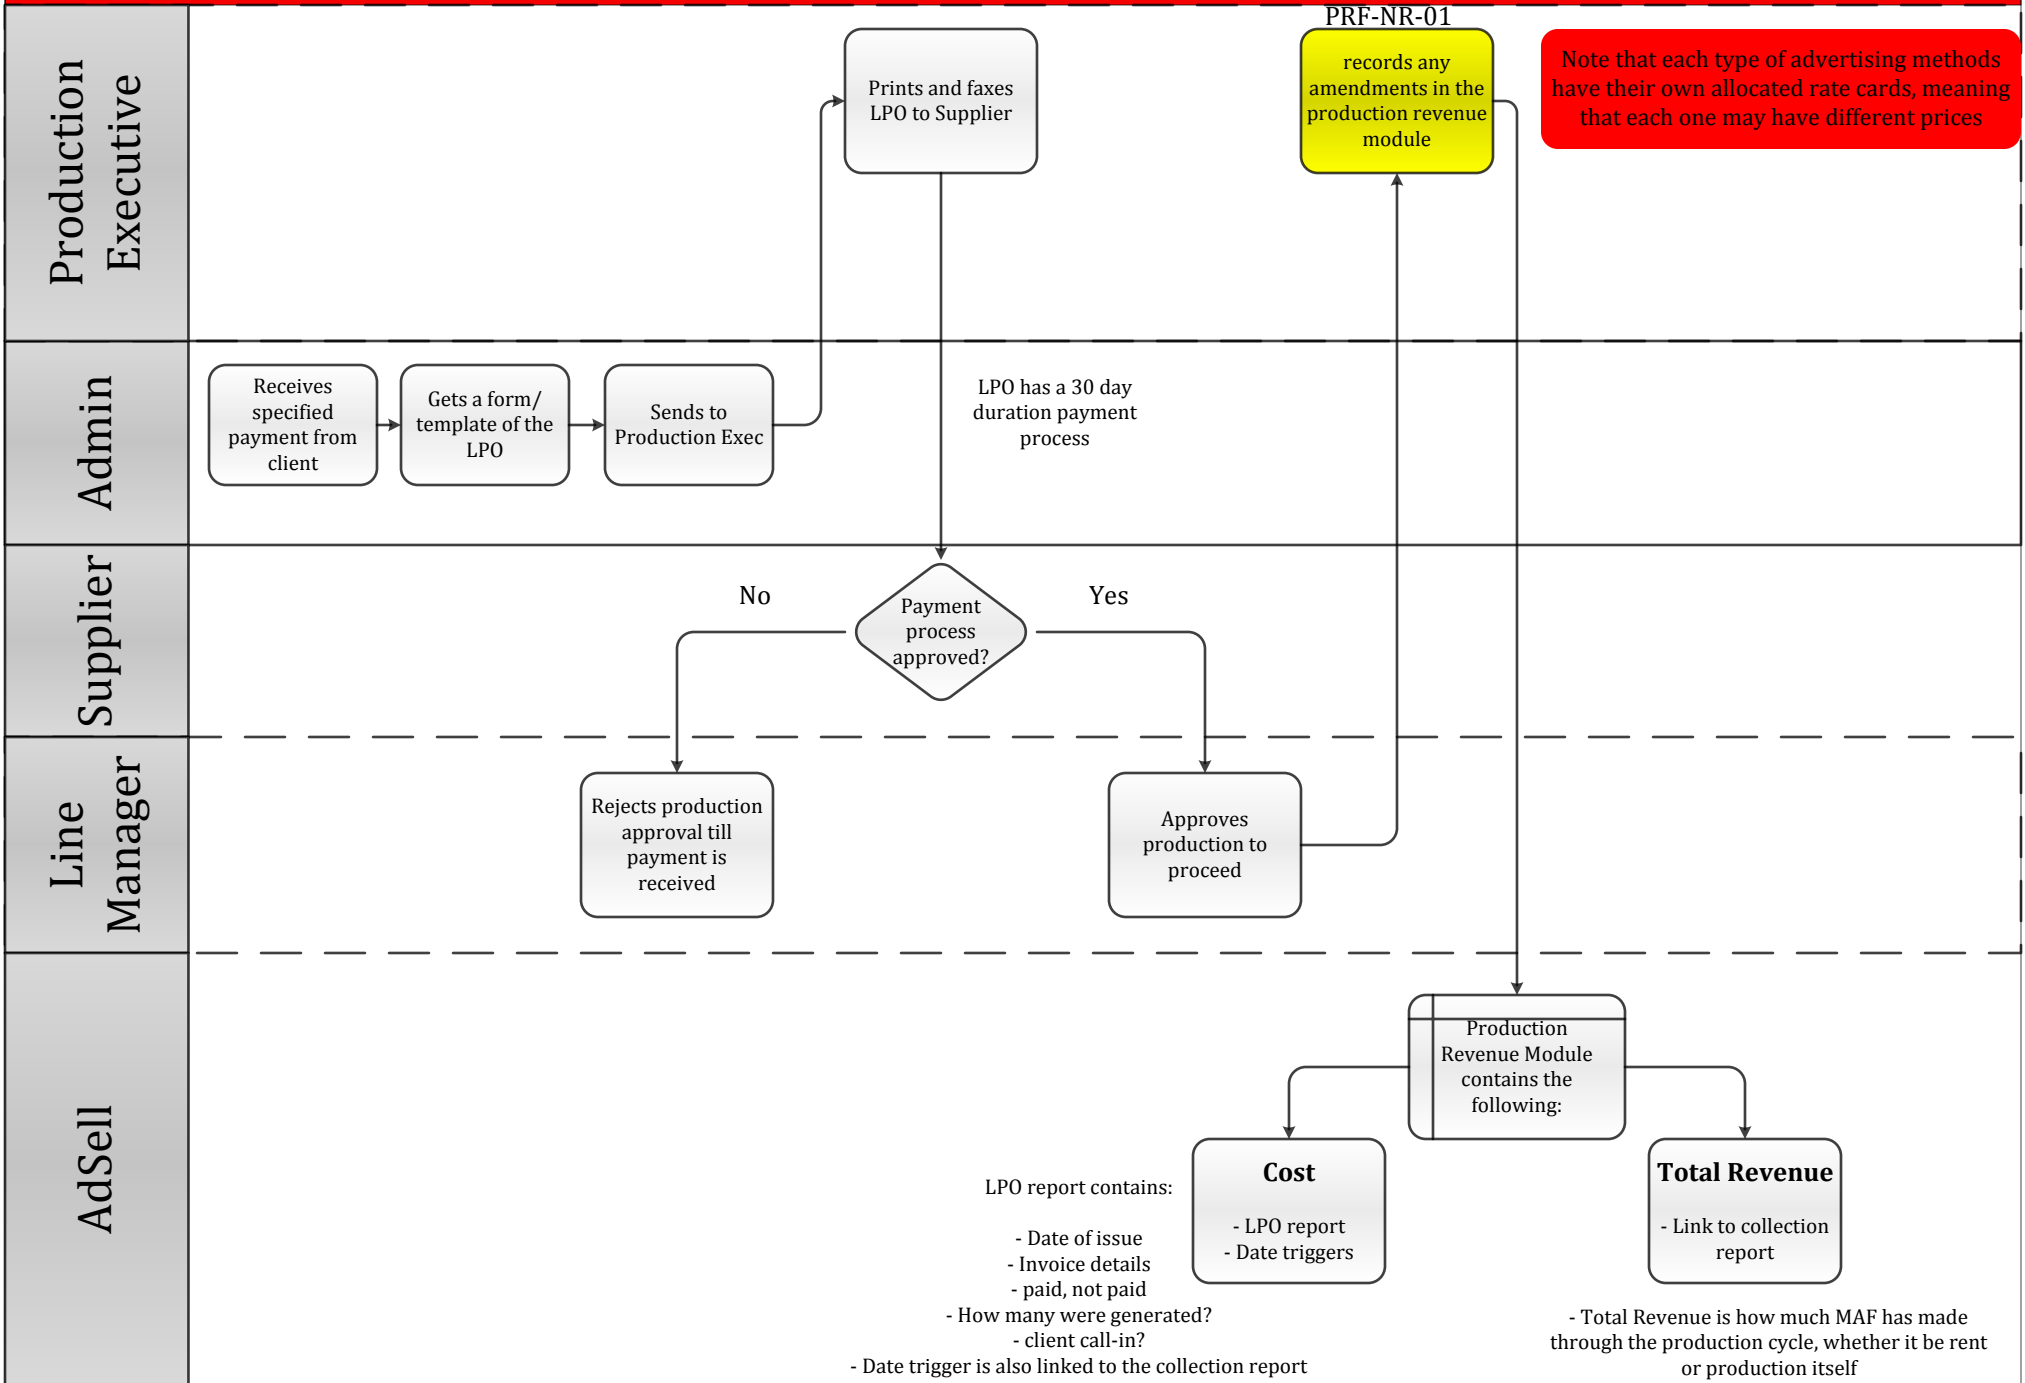 Production
Executive
PRF-NR-01
Prints and faxes
LPO to Supplier
records any
amendments in the
production revenue
module
Note that each type of advertising methods
have their own allocated rate cards, meaning
that each one may have different prices
Admin
Receives
specified
payment from
client
Gets a form/
template of the
LPO
Sends to
Production Exec
LPO has a 30 day
duration payment
process
Supplier
No
Payment
process
approved?
Yes
Line
Manager
Rejects production
approval till
payment is
received
Approves
production to
proceed
AdSell
Production
Revenue Module
contains the
following:
LPO report contains:
- Date of issue
- Invoice details
- paid, not paid
- How many were generated?
- client call-in?
- Date trigger is also linked to the collection report
Cost
- LPO report
- Date triggers
Total Revenue
- Link to collection
report
- Total Revenue is how much MAF has made
through the production cycle, whether it be rent
or production itself